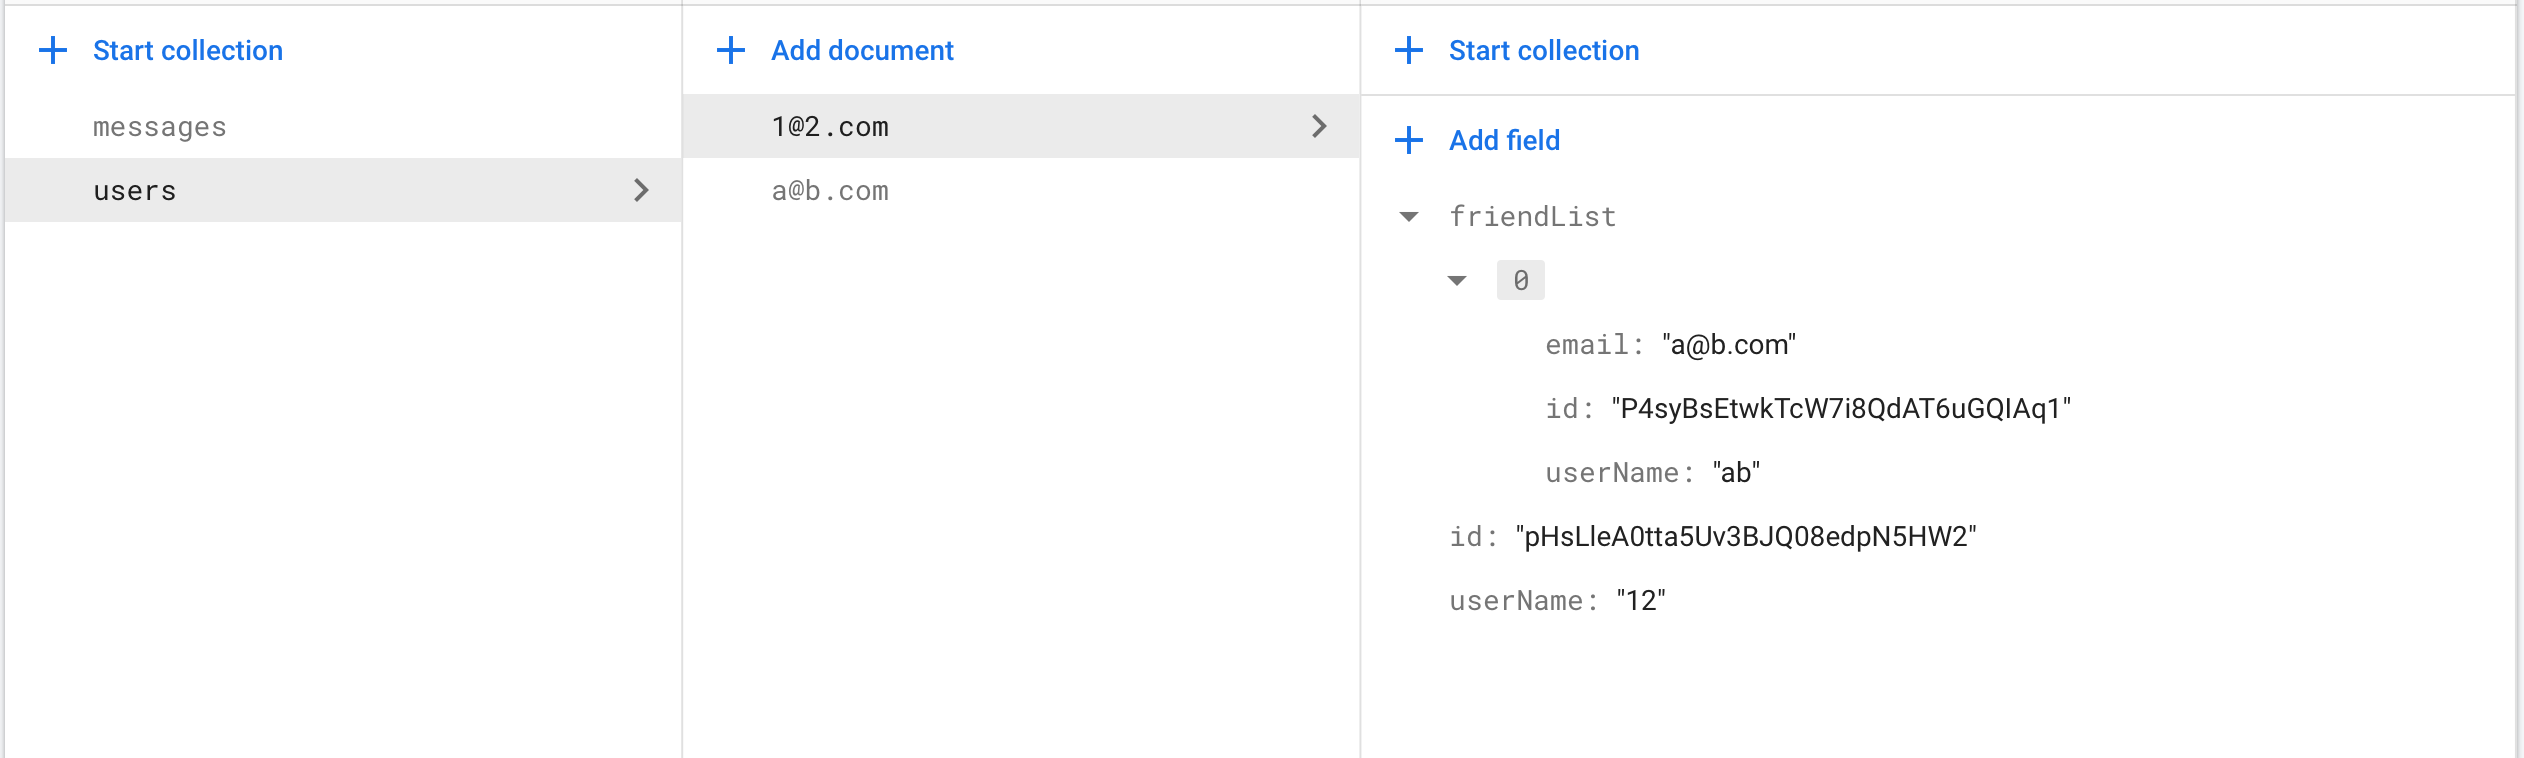 Start collection
messages
users
Add document
1@2.com
a@b.com
Start collection
Add field
friendList
0
email: "a@b.com"
id: "P4syBsEtwkTcW7i8QdAT6uGQIAq1"
userName: "ab"
id: "pHsLleA0tta5Uv3BJQ08edpN5HW2"
userName: "12"